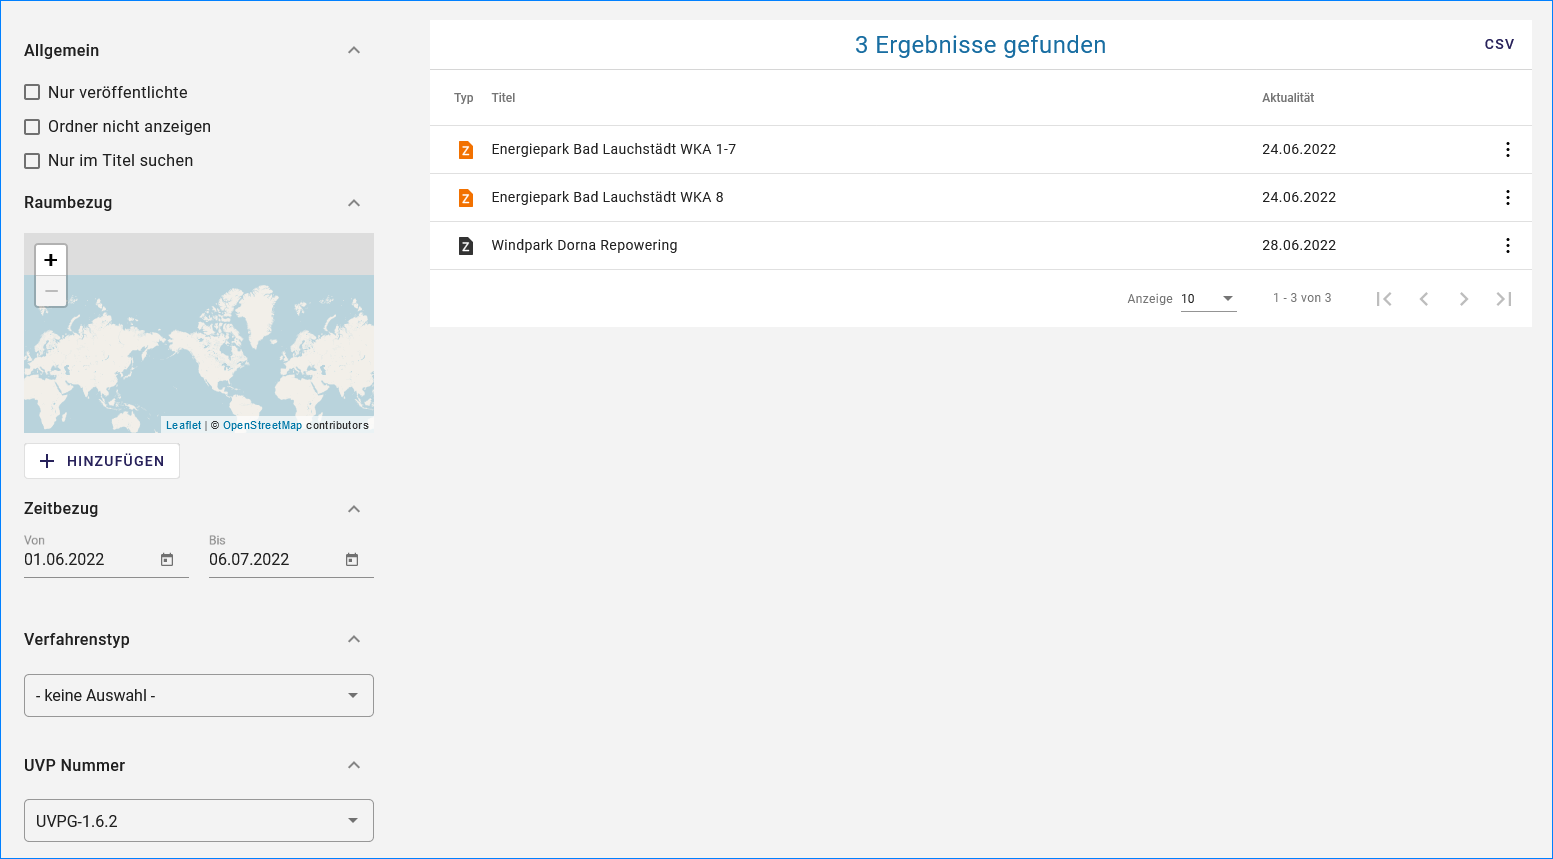 Allgemein
Nur veröffentlichte
Ordner nicht anzeigen
Nur im Titel suchen
Raumbezug
+
−
Leaflet | © OpenStreetMap contributors
HINZUFÜGEN
Zeitbezug
Von
01.06.2022
Bis
06.07.2022
Verfahrenstyp
- keine Auswahl -
UVP Nummer
UVPG-1.6.2
3 Ergebnisse gefunden
CSV
Typ Titel Aktualität
Z Energiepark Bad Lauchstädt WKA 1-7 24.06.2022
Z Energiepark Bad Lauchstädt WKA 8 24.06.2022
Z Windpark Dorna Repowering 28.06.2022
Anzeige 10 1 - 3 von 3